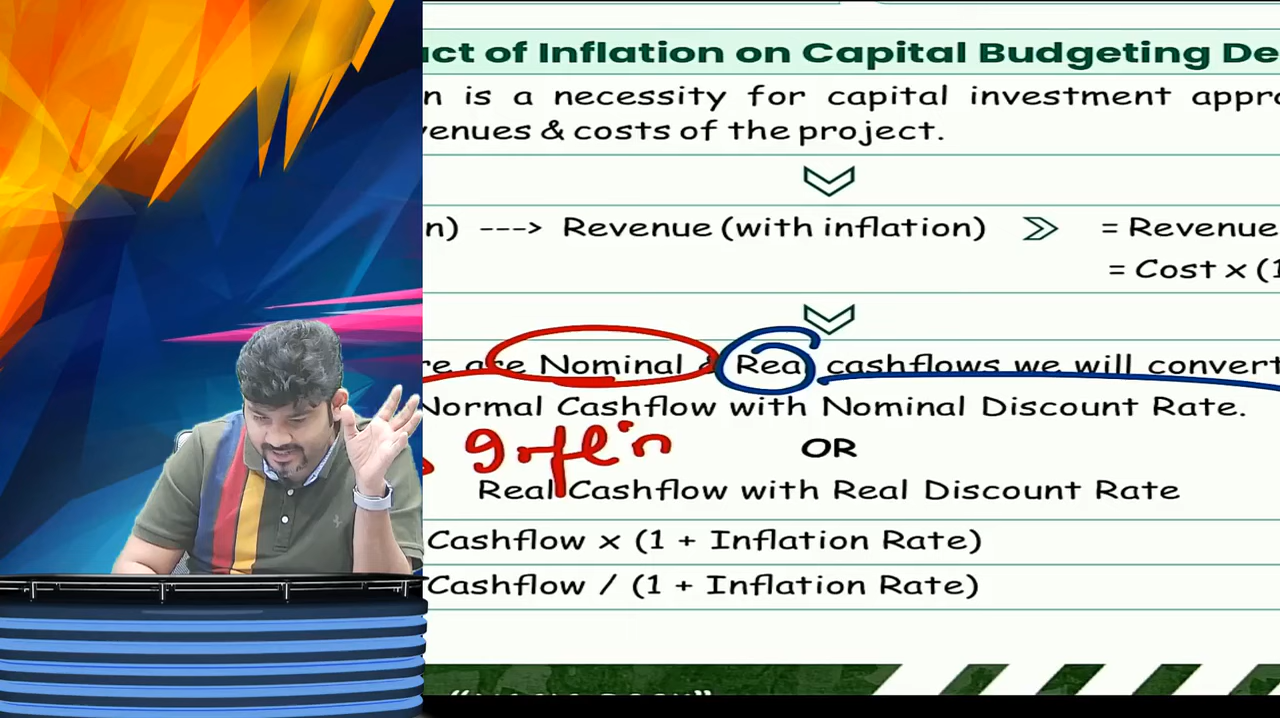 ct of Inflation on Capital Budgeting De
n is a necessity for capital investment appr
venues & costs of the project.
n) ---> Revenue (with inflation) = Revenue
= Cost x (1
re are Nominal & Real cashflows we will convert
Normal Cashflow with Nominal Discount Rate.
OR
Real Cashflow with Real Discount Rate
Cashflow x (1 + Inflation Rate)
Cashflow / (1 + Inflation Rate)